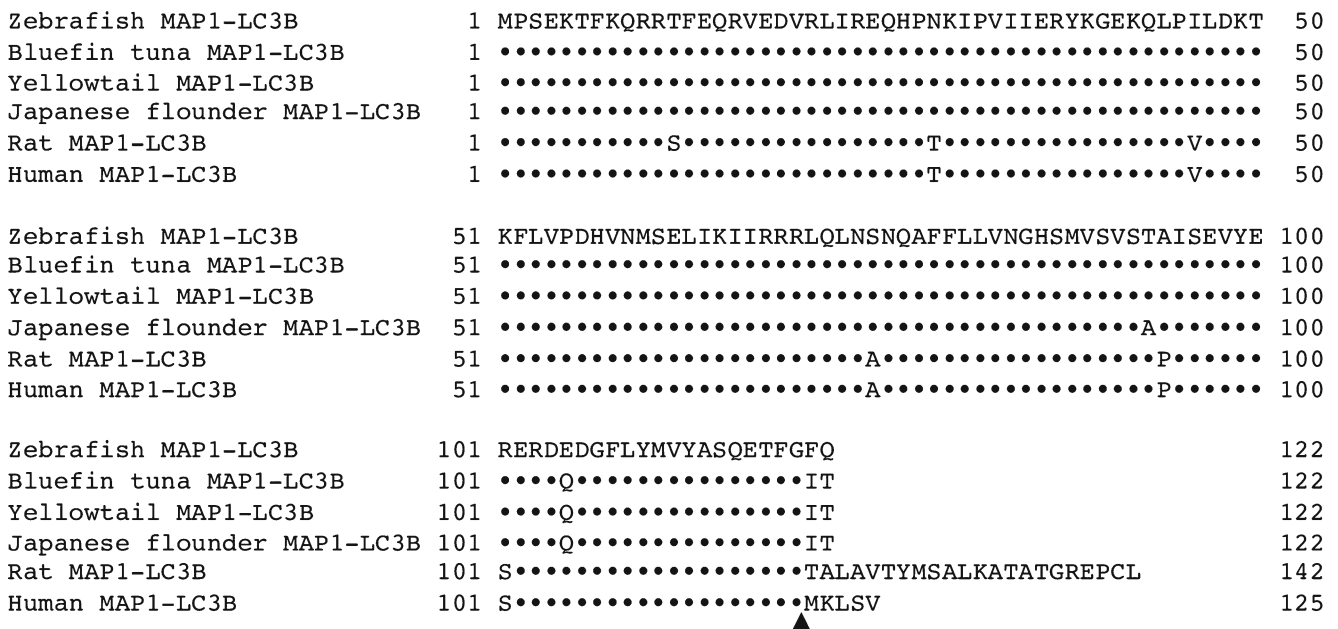 Zebrafish MAP1-LC3B 1 MPSEKTFKQRRTFEQRVEDVRLIREQHPNKIPVIIERYKGEKQLPILDKT 50
Bluefin tuna MAP1-LC3B 1 •••••••••••••••••••••••••••••••••••••••••••••••••• 50
Yellowtail MAP1-LC3B 1 •••••••••••••••••••••••••••••••••••••••••••••••••• 50
Japanese flounder MAP1-LC3B 1 •••••••••••••••••••••••••••••••••••••••••••••••••• 50
Rat MAP1-LC3B 1 •••••••••••S••••••••••••••••T••••••••••••••••V•••• 50
Human MAP1-LC3B 1 ••••••••••••••••••••••••••••T••••••••••••••••V•••• 50
Zebrafish MAP1-LC3B 51 KFLVPDHVNMSELIKIIRRRLQLNSNQAFFLLVNGHSMVSVSTAISEVYE 100
Bluefin tuna MAP1-LC3B 51 •••••••••••••••••••••••••••••••••••••••••••••••••• 100
Yellowtail MAP1-LC3B 51 •••••••••••••••••••••••••••••••••••••••••••••••••• 100
Japanese flounder MAP1-LC3B 51 ••••••••••••••••••••••••••••••••••••••••••A••••••• 100
Rat MAP1-LC3B 51 ••••••••••••••••••••••••A••••••••••••••••••P•••••• 100
Human MAP1-LC3B 51 ••••••••••••••••••••••••A••••••••••••••••••P•••••• 100
Zebrafish MAP1-LC3B 101 RERDEDGFLYMVYASQETFGFQ 122
Bluefin tuna MAP1-LC3B 101 ••••Q•••••••••••••••IT 122
Yellowtail MAP1-LC3B 101 ••••Q•••••••••••••••IT 122
Japanese flounder MAP1-LC3B 101 ••••Q•••••••••••••••IT 122
Rat MAP1-LC3B 101 S•••••••••••••••••••TALAVTYMSALKATATGREPCL 142
Human MAP1-LC3B 101 S•••••••••••••••••••MKLSV 125